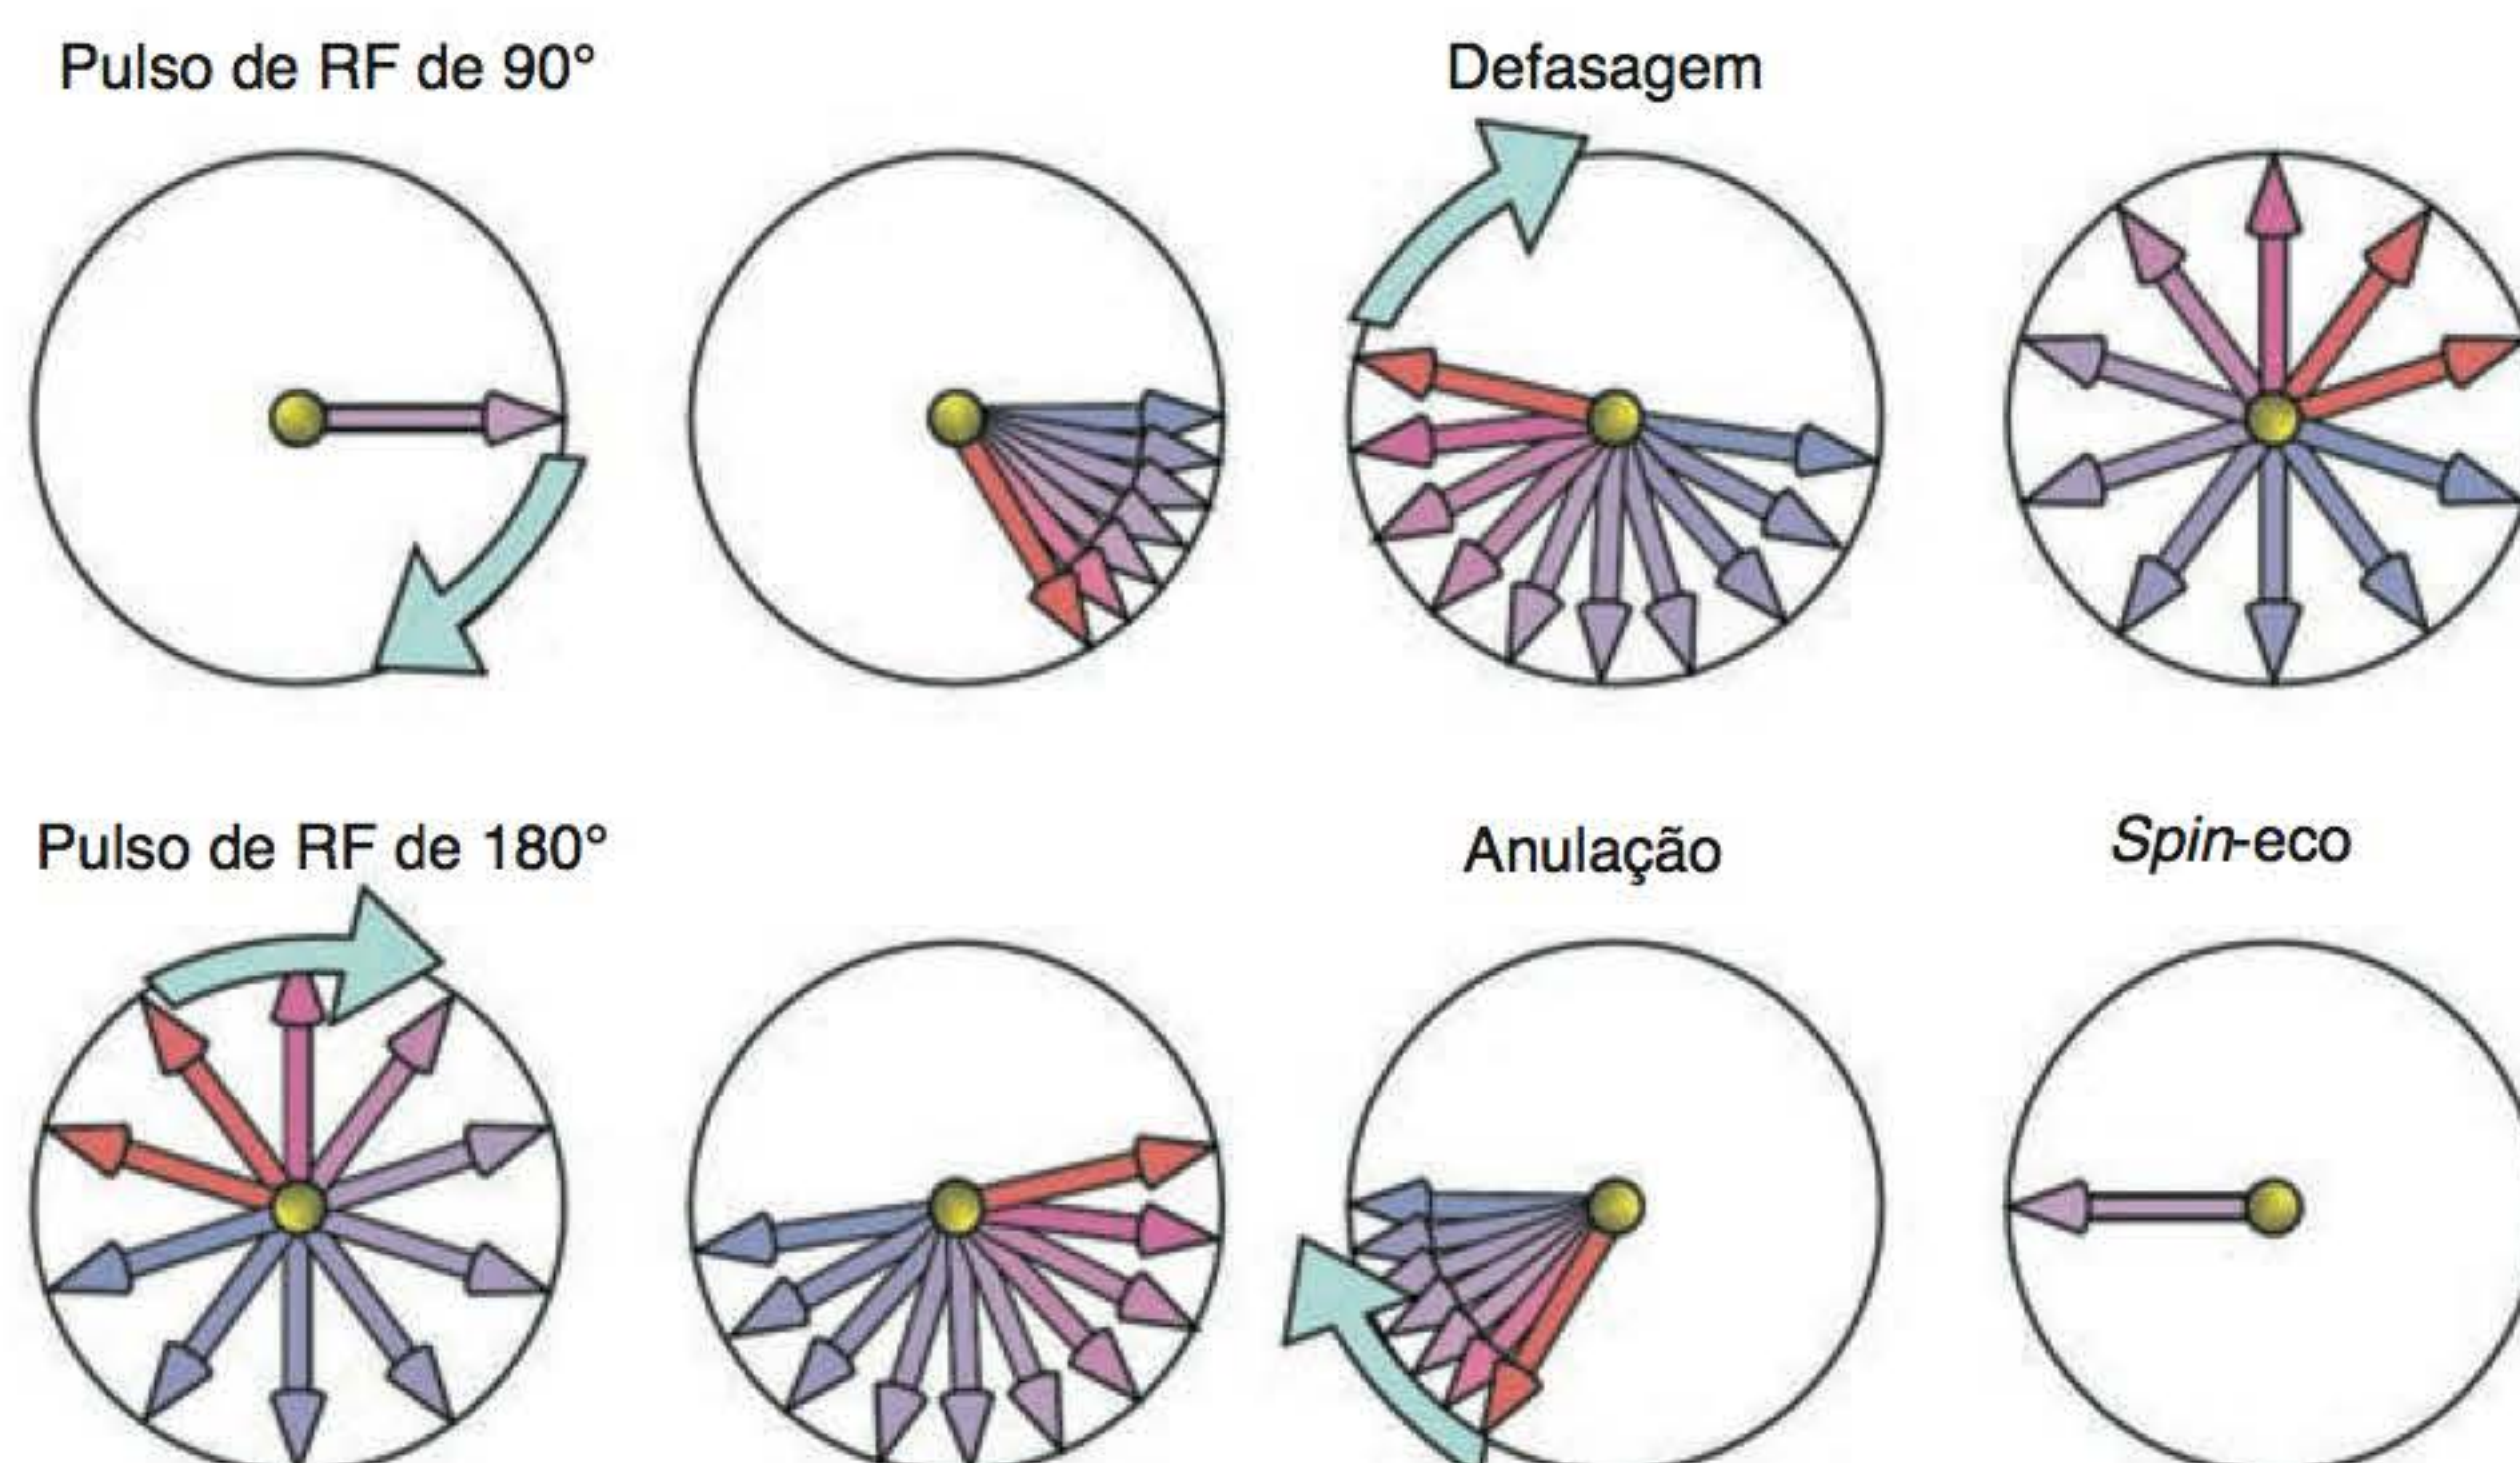 Pulso de RF de 90°
Defasagem
Pulso de RF de 180°
Anulação
Spin-eco